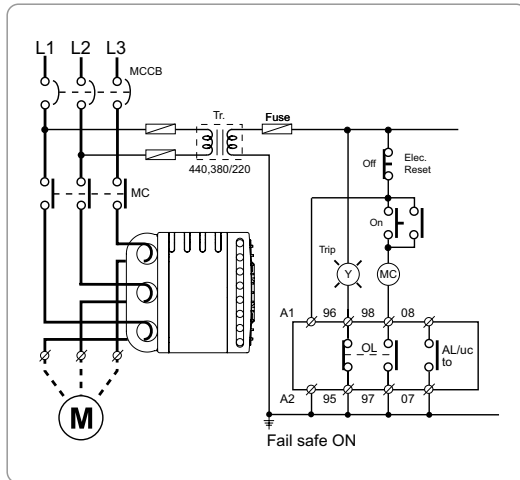 L1 L2 L3
MCCB
Tr.
Fuse
440,380/220
Off
Elec.
Reset
MC
On
Trip
Y
MC
A1 96 98 08
OL
AL/uc
to
A2 95 97 07
M
Fail safe ON